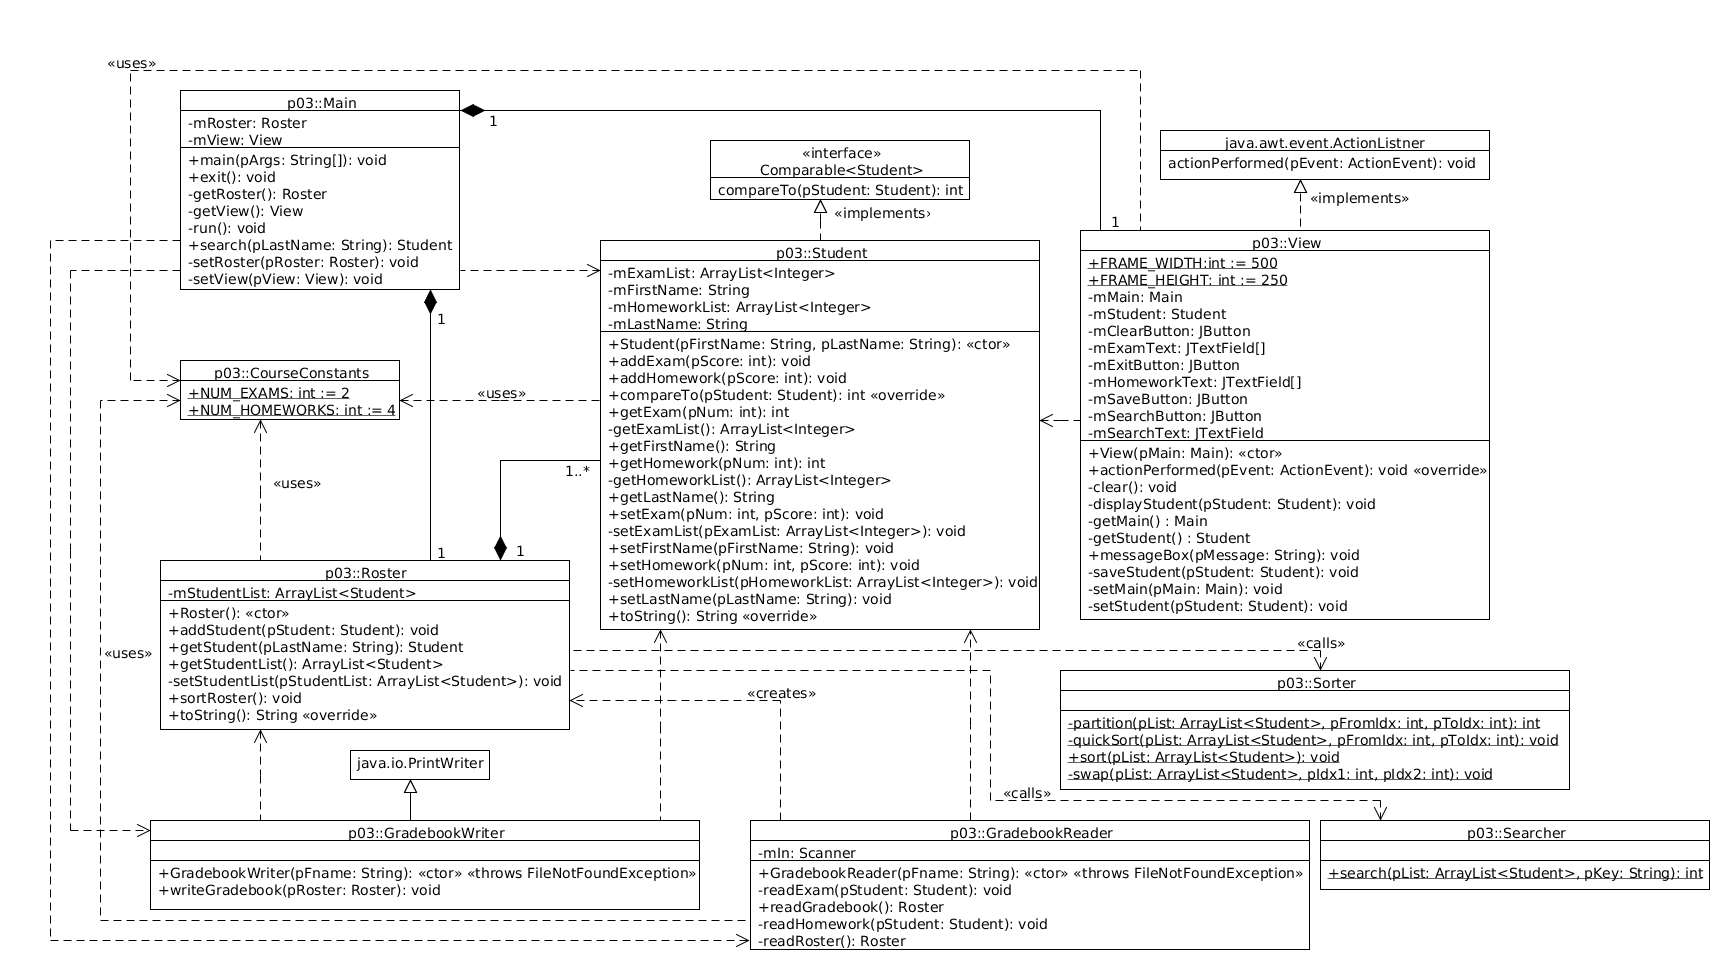 «uses»
p03::Main
-mRoster: Roster
-mView: View
+main(pArgs: String[]): void
+exit(): void
-getRoster(): Roster
-getView(): View
-run(): void
+search(pLastName: String): Student
-setRoster(pRoster: Roster): void
-setView(pView: View): void
1
1
1
1
«interface»
Comparable<Student>
compareTo(pStudent: Student): int
«implements»
java.awt.event.ActionListner
actionPerformed(pEvent: ActionEvent): void
«implements»
p03::Student
-mExamList: ArrayList<Integer>
-mFirstName: String
-mHomeworkList: ArrayList<Integer>
-mLastName: String
+Student(pFirstName: String, pLastName: String): «ctor»
+addExam(pScore: int): void
+addHomework(pScore: int): void
+compareTo(pStudent: Student): int «override»
+getExam(pNum: int): int
-getExamList(): ArrayList<Integer>
+getFirstName(): String
+getHomework(pNum: int): int
-getHomeworkList(): ArrayList<Integer>
+getLastName(): String
+setExam(pNum: int, pScore: int): void
-setExamList(pExamList: ArrayList<Integer>): void
+setFirstName(pFirstName: String): void
+setHomework(pNum: int, pScore: int): void
-setHomeworkList(pHomeworkList: ArrayList<Integer>): void
+setLastName(pLastName: String): void
+toString(): String «override»
p03::View
+FRAME_WIDTH:int := 500
+FRAME_HEIGHT: int := 250
-mMain: Main
-mStudent: Student
-mClearButton: JButton
-mExamText: JTextField[]
-mExitButton: JButton
-mHomeworkText: JTextField[]
-mSaveButton: JButton
-mSearchButton: JButton
-mSearchText: JTextField
+View(pMain: Main): «ctor»
+actionPerformed(pEvent: ActionEvent): void «override»
-clear(): void
-displayStudent(pStudent: Student): void
-getMain() : Main
-getStudent() : Student
+messageBox(pMessage: String): void
-saveStudent(pStudent: Student): void
-setMain(pMain: Main): void
-setStudent(pStudent: Student): void
p03::CourseConstants
+NUM_EXAMS: int := 2
+NUM_HOMEWORKS: int := 4
«uses»
«uses»
1..*
1
«uses»
p03::Roster
-mStudentList: ArrayList<Student>
+Roster(): «ctor»
+addStudent(pStudent: Student): void
+getStudent(pLastName: String): Student
+getStudentList(): ArrayList<Student>
-setStudentList(pStudentList: ArrayList<Student>): void
+sortRoster(): void
+toString(): String «override»
«calls»
«creates»
p03::Sorter
-partition(pList: ArrayList<Student>, pFromIdx: int, pToIdx: int): int
-quickSort(pList: ArrayList<Student>, pFromIdx: int, pToIdx: int): void
+sort(pList: ArrayList<Student>): void
-swap(pList: ArrayList<Student>, pIdx1: int, pIdx2: int): void
java.io.PrintWriter
«calls»
p03::GradebookWriter
+GradebookWriter(pFname: String): «ctor» «throws FileNotFoundException»
+writeGradebook(pRoster: Roster): void
p03::GradebookReader
-mIn: Scanner
+GradebookReader(pFname: String): «ctor» «throws FileNotFoundException»
-readExam(pStudent: Student): void
+readGradebook(): Roster
-readHomework(pStudent: Student): void
-readRoster(): Roster
p03::Searcher
+search(pList: ArrayList<Student>, pKey: String): int